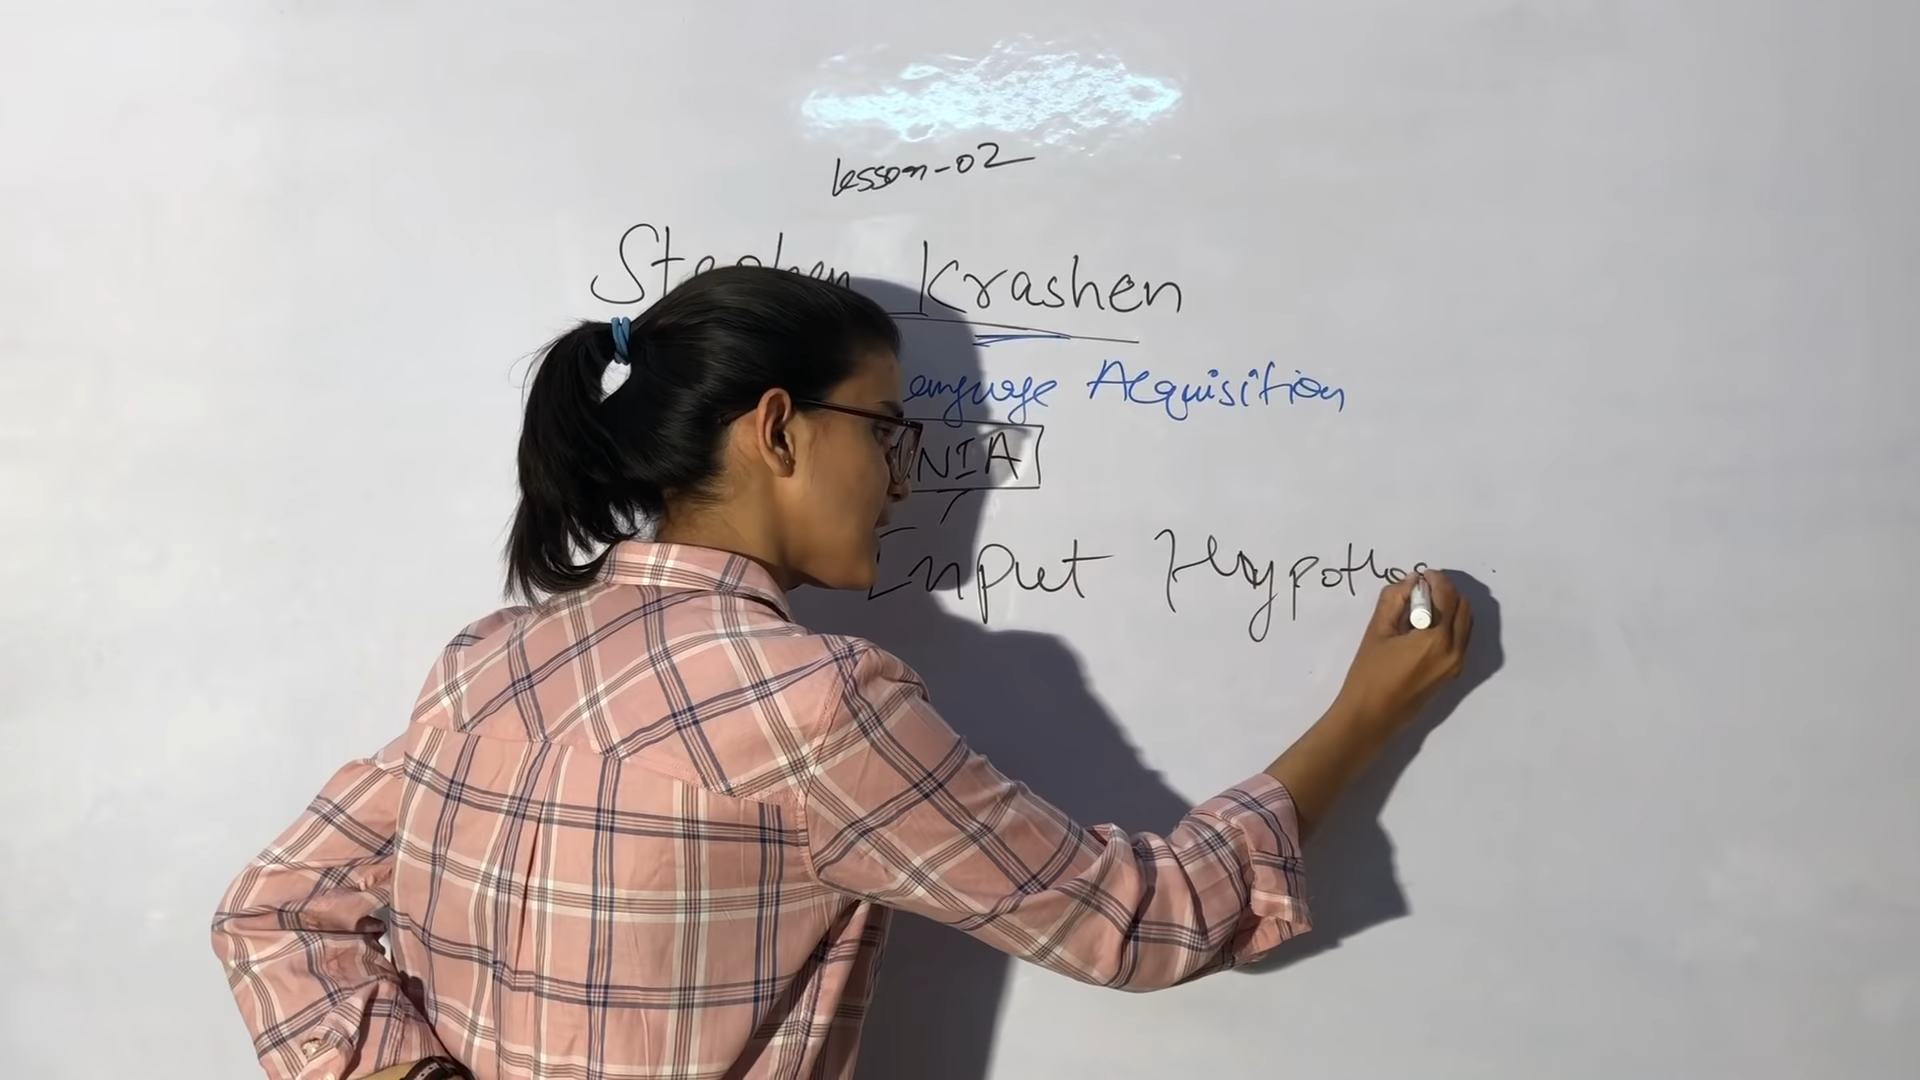 Lesson-02
Stephen Krashen
Language Acquisition
NIA
Input Hypothes